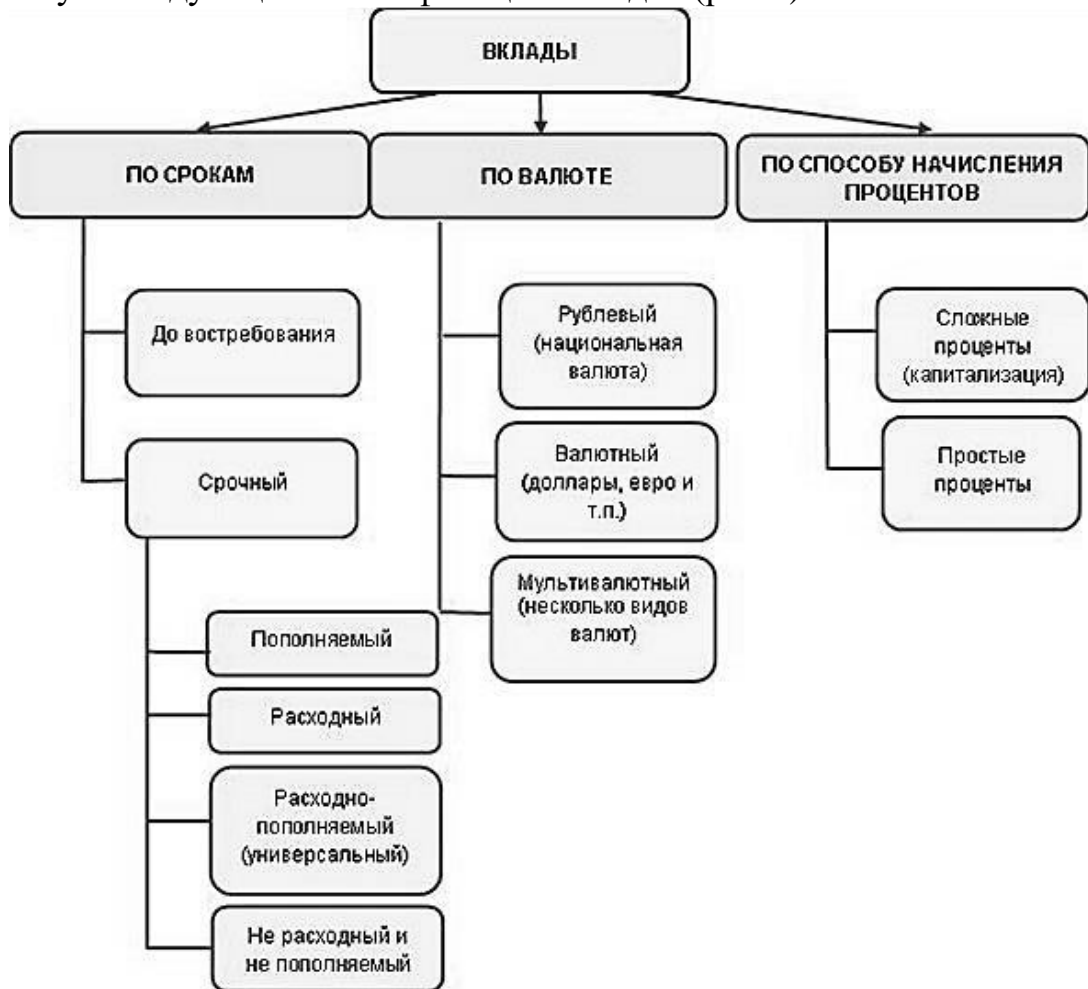 ВКЛАДЫ
ПО СРОКАМ
До востребования
Срочный
Пополняемый
Расходный
Расходно-
пополняемый
(универсальный)
Не расходный и
не пополняемый
ПО ВАЛЮТЕ
Рублевый
(национальная
валюта)
Валютный
(доллары, евро и
т.п.)
Мультивалютный
(несколько видов
валют)
ПО СПОСОБУ НАЧИСЛЕНИЯ
ПРОЦЕНТОВ
Сложные
проценты
(капитализация)
Простые
проценты